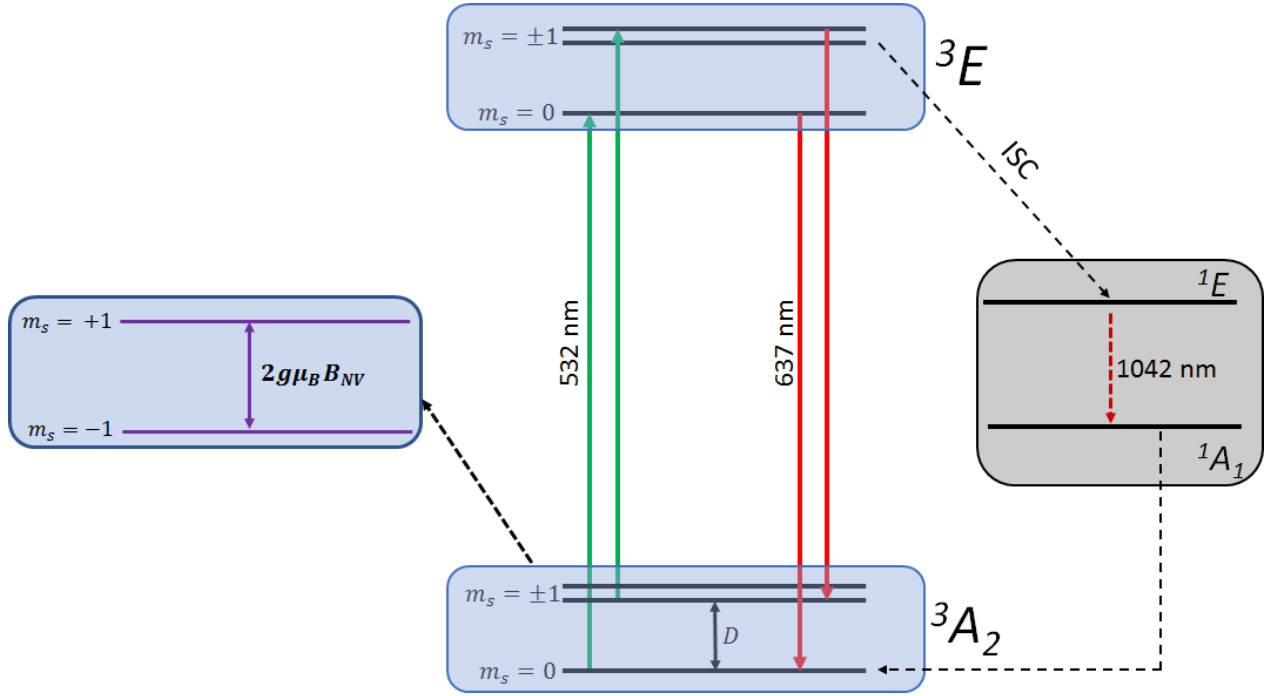 m_s = ±1
³E
m_s = 0
ISC
¹E
m_s = +1
532 nm
637 nm
2gμ_B B_NV
1042 nm
m_s = −1
¹A₁
m_s = ±1
³A₂
D
m_s = 0